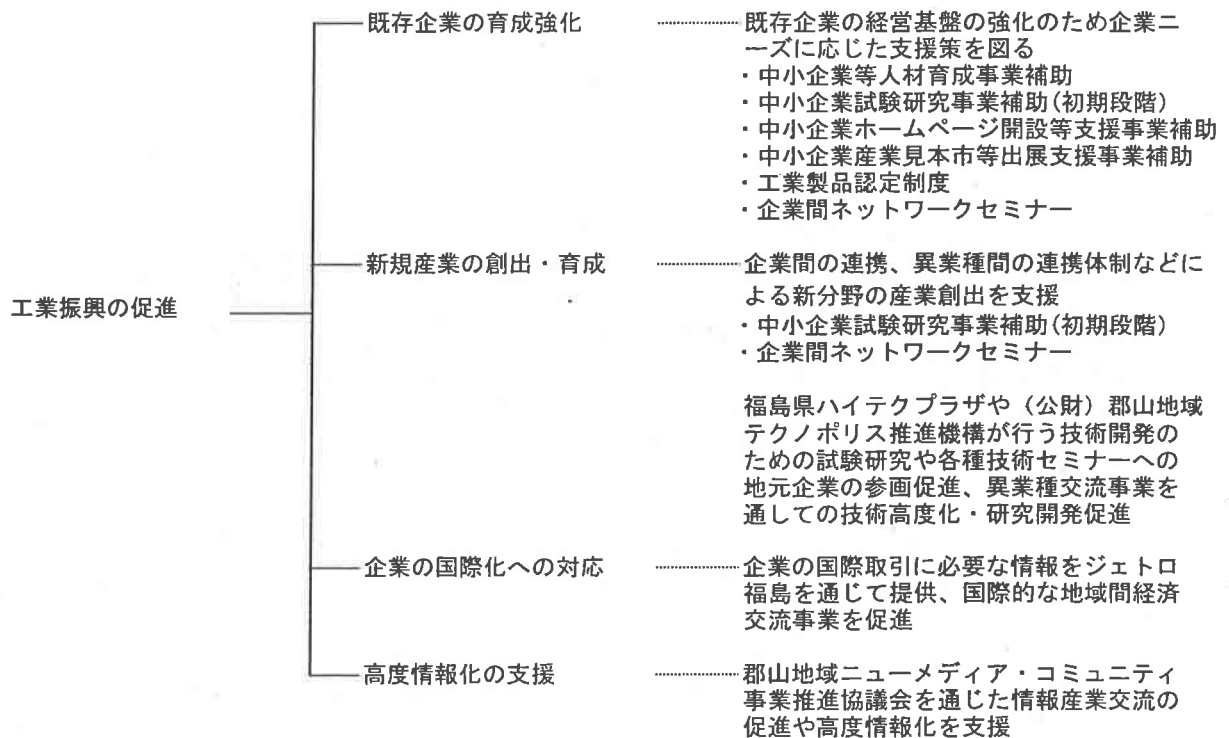 工業振興の促進
既存企業の育成強化
既存企業の経営基盤の強化のため企業ニ
ーズに応じた支援策を図る
・中小企業等人材育成事業補助
・中小企業試験研究事業補助(初期段階)
・中小企業ホームページ開設等支援事業補助
・中小企業産業見本市等出展支援事業補助
・工業製品認定制度
・企業間ネットワークセミナー
新規産業の創出・育成
企業間の連携、異業種間の連携体制などに
よる新分野の産業創出を支援
・中小企業試験研究事業補助(初期段階)
・企業間ネットワークセミナー
福島県ハイテクプラザや（公財）郡山地域
テクノポリス推進機構が行う技術開発の
ための試験研究や各種技術セミナーへの
地元企業の参画促進、異業種交流事業を
通しての技術高度化・研究開発促進
企業の国際化への対応
企業の国際取引に必要な情報をジェトロ
福島を通じて提供、国際的な地域間経済
交流事業を促進
高度情報化の支援
郡山地域ニューメディア・コミュニティ
事業推進協議会を通じた情報産業交流の
促進や高度情報化を支援